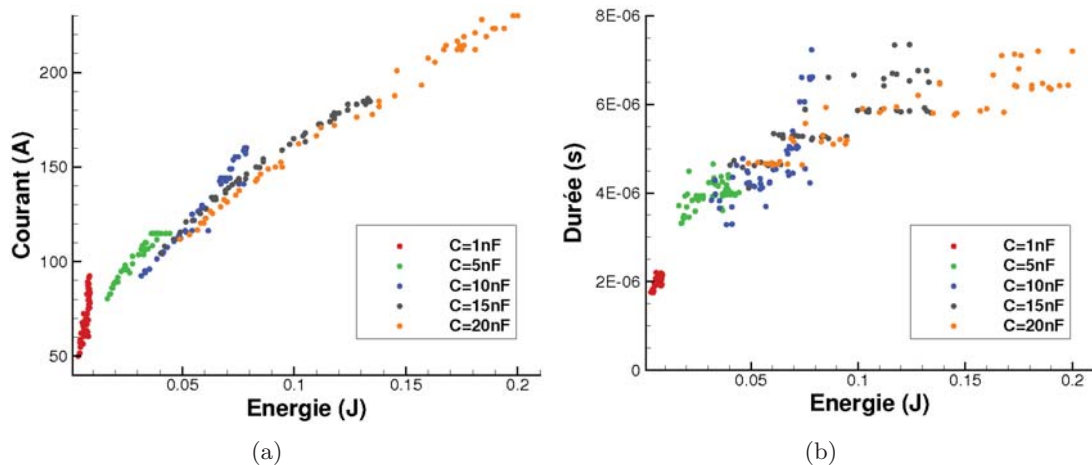 200
150
100
50
0.05
0.1
0.15
0.2
Courant (A)
Energie (J)
C=1nF
C=5nF
C=10nF
C=15nF
C=20nF
(a)
8E-06
6E-06
4E-06
2E-06
0
0.05
0.1
0.15
0.2
Durée (s)
Energie (J)
C=1nF
C=5nF
C=10nF
C=15nF
C=20nF
(b)